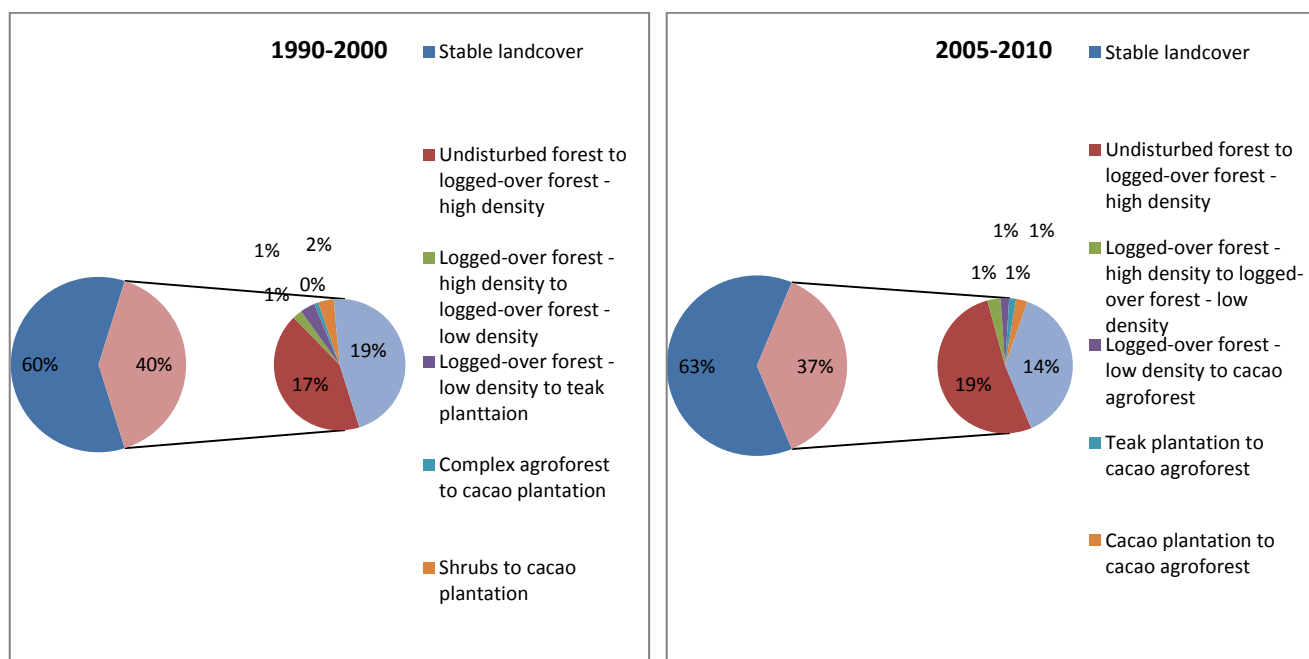 1990-2000
Stable landcover
Undisturbed forest to
logged-over forest -
high density
Logged-over forest -
high density to
logged-over forest -
low density
Logged-over forest -
low density to teak
planttaion
Complex agroforest
to cacao plantation
Shrubs to cacao
plantation
1%
2%
1%
0%
60%
40%
17%
19%
2005-2010
Stable landcover
Undisturbed forest to
logged-over forest -
high density
Logged-over forest -
high density to logged-
over forest - low
density
Logged-over forest -
low density to cacao
agroforest
Teak plantation to
cacao agroforest
Cacao plantation to
cacao agroforest
1% 1%
1% 1%
63%
37%
19%
14%